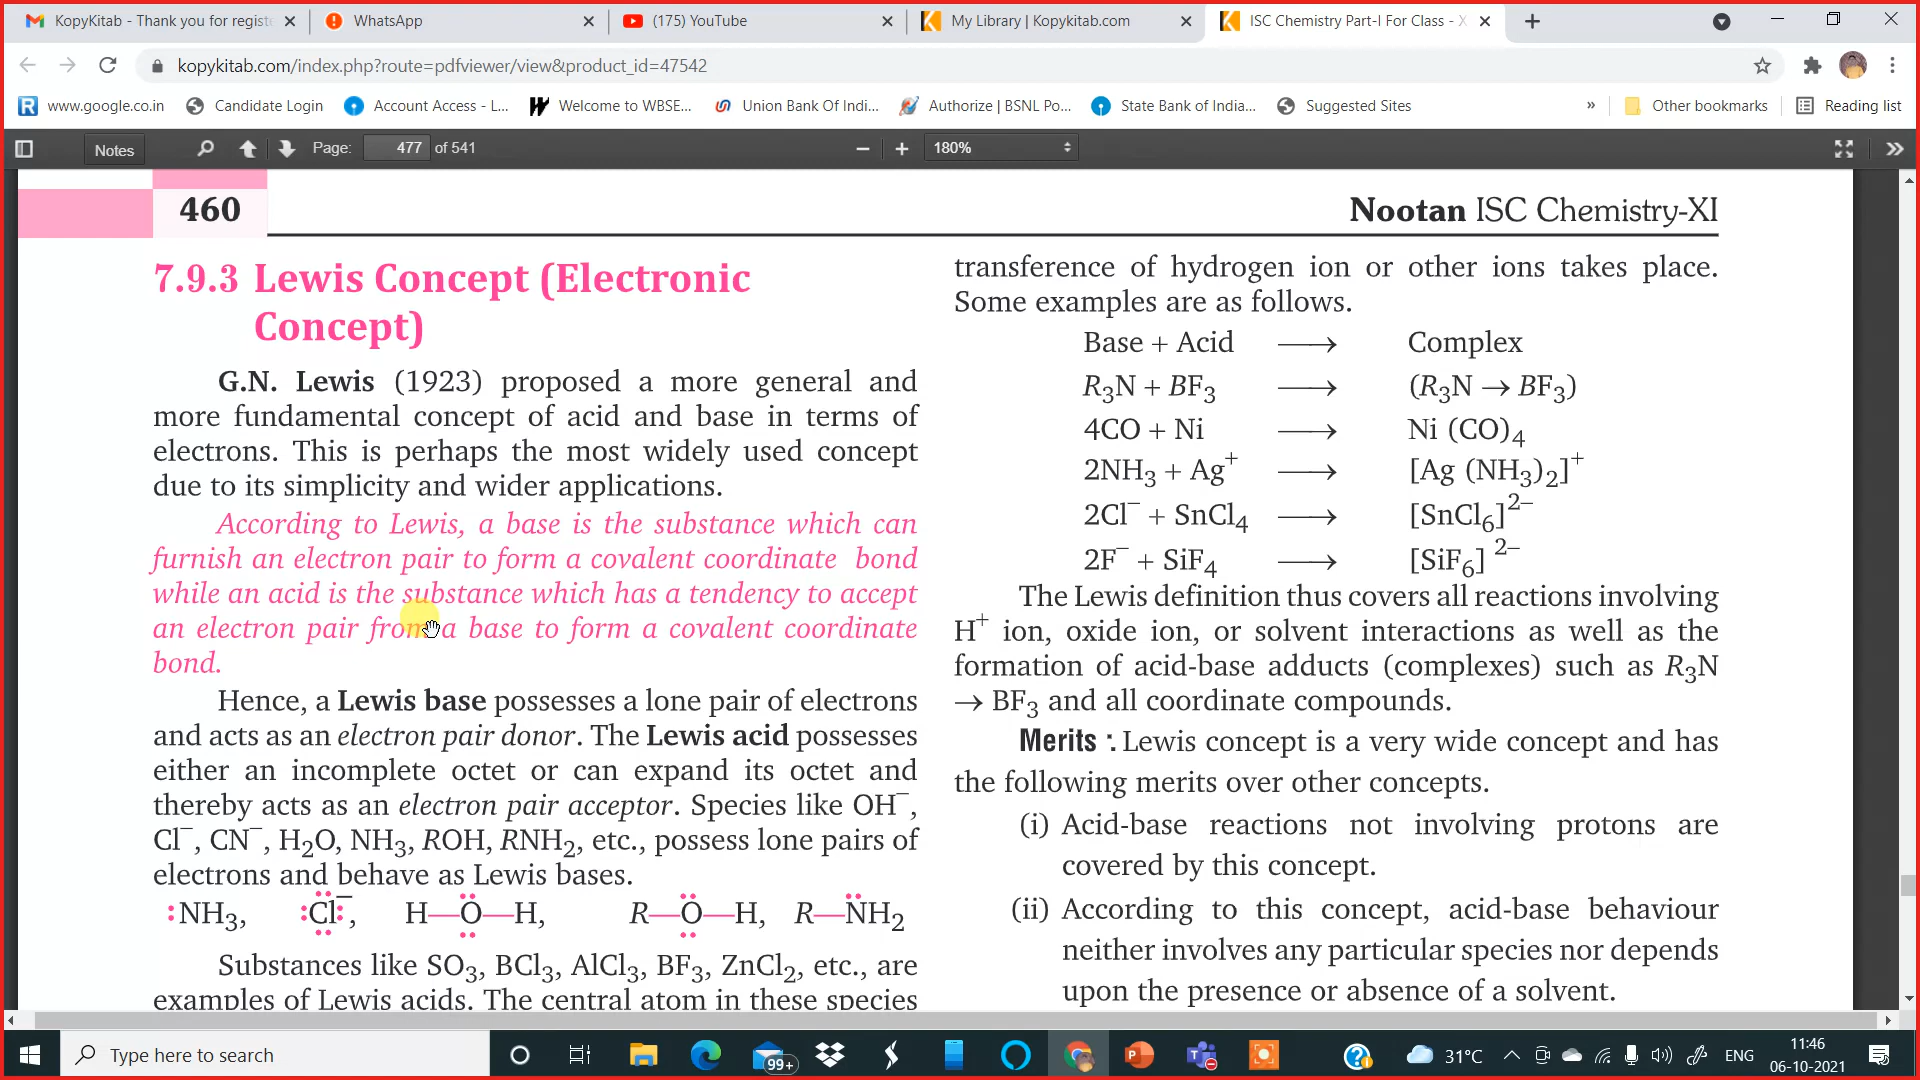 KopyKitab - Thank you for registe
WhatsApp
(175) YouTube
My Library | Kopykitab.com
ISC Chemistry Part-I For Class - X
kopykitab.com/index.php?route=pdfviewer/view&product_id=47542
www.google.co.in
Candidate Login
Account Access - L...
Welcome to WBSE...
Union Bank Of Indi...
Authorize | BSNL Po...
State Bank of India...
Suggested Sites
»
Other bookmarks
Reading list
Notes
Page: 477 of 541
180%
460
Nootan ISC Chemistry-XI
7.9.3 Lewis Concept (Electronic
Concept)
G.N. Lewis (1923) proposed a more general and
more fundamental concept of acid and base in terms of
electrons. This is perhaps the most widely used concept
due to its simplicity and wider applications.
According to Lewis, a base is the substance which can
furnish an electron pair to form a covalent coordinate bond
while an acid is the substance which has a tendency to accept
an electron pair from a base to form a covalent coordinate
bond.
Hence, a Lewis base possesses a lone pair of electrons
and acts as an electron pair donor. The Lewis acid possesses
either an incomplete octet or can expand its octet and
thereby acts as an electron pair acceptor. Species like OH⁻,
Cl⁻, CN⁻, H₂O, NH₃, ROH, RNH₂, etc., possess lone pairs of
electrons and behave as Lewis bases.
:NH₃, :Cl:⁻, H—O—H, R—O—H, R—NH₂
Substances like SO₃, BCl₃, AlCl₃, BF₃, ZnCl₂, etc., are
examples of Lewis acids. The central atom in these species
transference of hydrogen ion or other ions takes place.
Some examples are as follows.
Base + Acid ⟶ Complex
R₃N + BF₃ ⟶ (R₃N → BF₃)
4CO + Ni ⟶ Ni (CO)₄
2NH₃ + Ag⁺ ⟶ [Ag (NH₃)₂]⁺
2Cl⁻ + SnCl₄ ⟶ [SnCl₆]²⁻
2F⁻ + SiF₄ ⟶ [SiF₆]²⁻
The Lewis definition thus covers all reactions involving
H⁺ ion, oxide ion, or solvent interactions as well as the
formation of acid-base adducts (complexes) such as R₃N
→ BF₃ and all coordinate compounds.
Merits : Lewis concept is a very wide concept and has
the following merits over other concepts.
(i) Acid-base reactions not involving protons are
covered by this concept.
(ii) According to this concept, acid-base behaviour
neither involves any particular species nor depends
upon the presence or absence of a solvent.
Type here to search
99+
31°C
ENG
11:46
06-10-2021